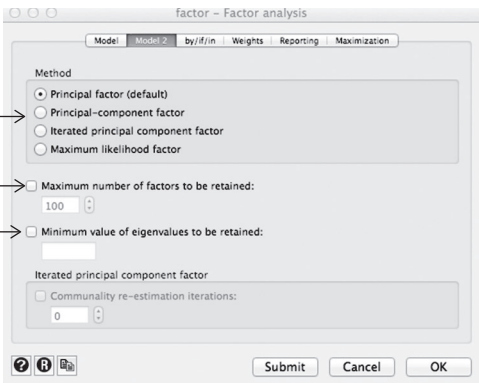 factor – Factor analysis
Model Model 2 by/if/in Weights Reporting Maximization
Method
Principal factor (default)
Principal-component factor
Iterated principal component factor
Maximum likelihood factor
Maximum number of factors to be retained:
100
Minimum value of eigenvalues to be retained:
Iterated principal component factor
Communality re-estimation iterations:
0
? R Submit Cancel OK